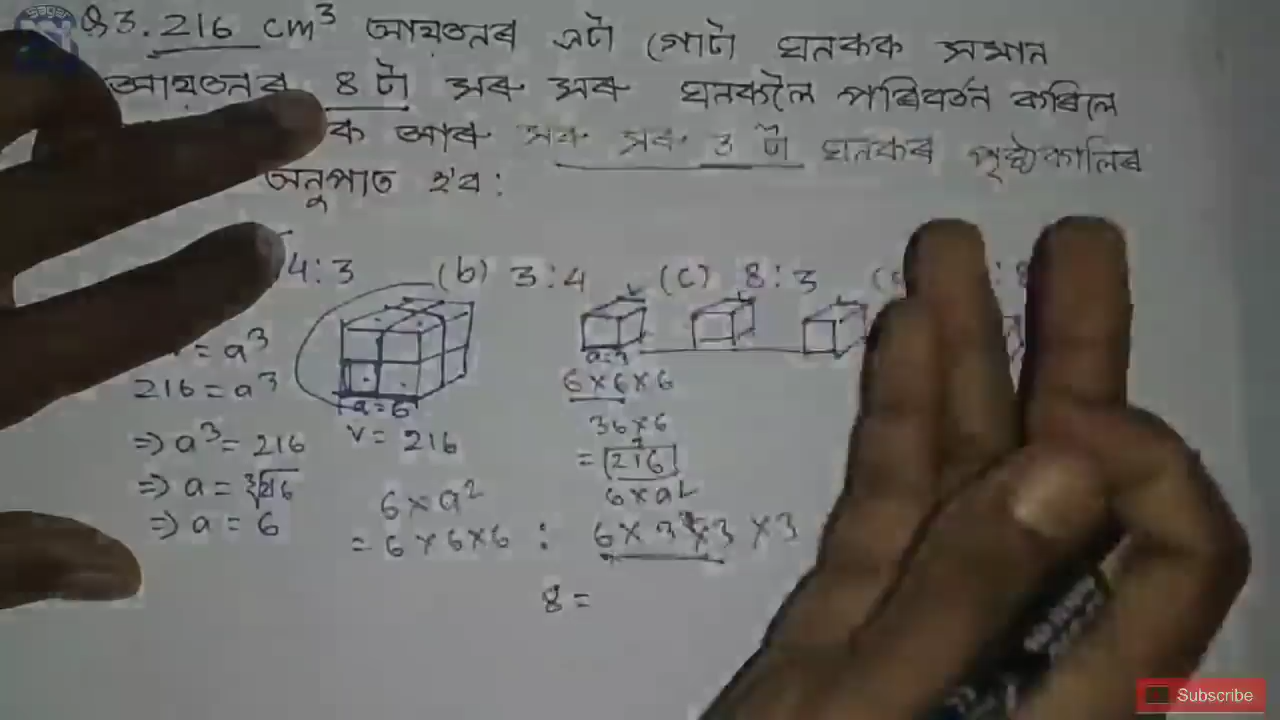 Q3. 216 cm³ আয়তনৰ এটা গোটা ঘনকক সমান
আয়তনৰ 8 টা সৰু সৰু ঘনকলৈ পৰিবৰ্তন কৰিলে
ক আৰু সৰু সৰু 3 টা ঘনকৰ পৃষ্ঠকালিৰ
অনুপাত হ'ব:
4:3 (b) 3:4 (c) 8:3
= a³
216 = a³
⇒ a³ = 216
⇒ a = ∛216
⇒ a = 6
a = 6
V = 216
6 × a²
= 6 × 6 × 6 : 6 × 3 × 3 × 3
6 × 6 × 6
36 × 6
= 216
6 × a²
8 =
Subscribe